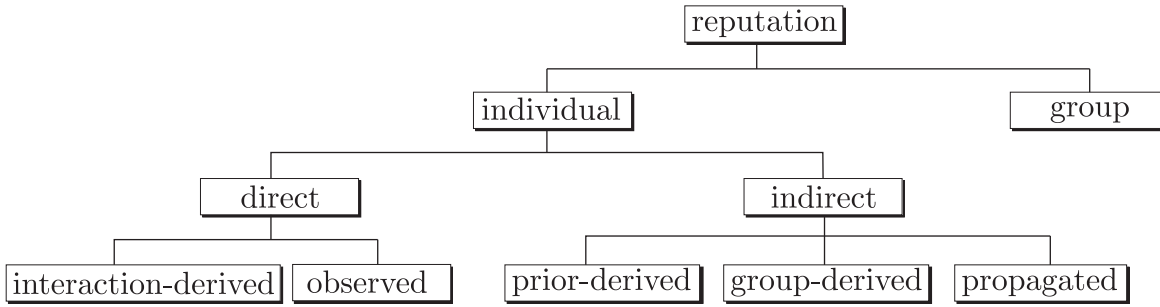 reputation
individual
group
direct
indirect
interaction-derived
observed
prior-derived
group-derived
propagated